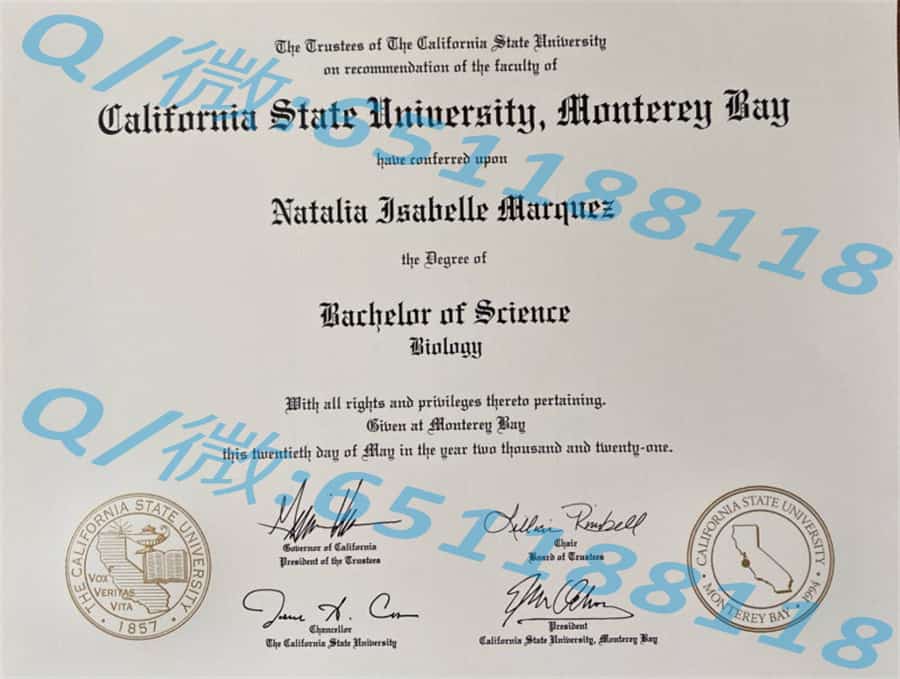 The Trustees of The California State University
on recommendation of the faculty of
California State University, Monterey Bay
have conferred upon
Natalia Isabelle Marquez
the Degree of
Bachelor of Science
Biology
With all rights and privileges thereto pertaining.
Given at Monterey Bay
this twentieth day of May in the year two thousand and twenty-one.
Governor of California
President of the Trustees
Chair
Board of Trustees
Chancellor
The California State University
President
California State University, Monterey Bay
THE CALIFORNIA STATE UNIVERSITY
VOX
VERITAS
VITA
· 1857 ·
CALIFORNIA STATE UNIVERSITY
· MONTEREY BAY · 1994 ·
Q/微:651188118
Q/微:651188118